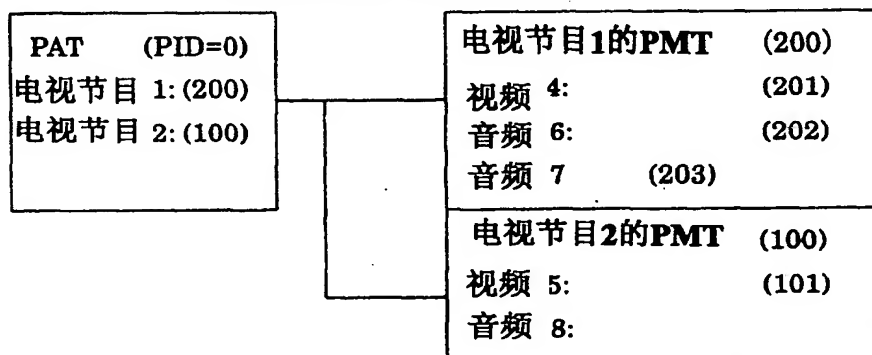 PAT (PID=0)
电视节目 1: (200)
电视节目 2: (100)
电视节目1的PMT (200)
视频 4: (201)
音频 6: (202)
音频 7 (203)
电视节目2的PMT (100)
视频 5: (101)
音频 8: